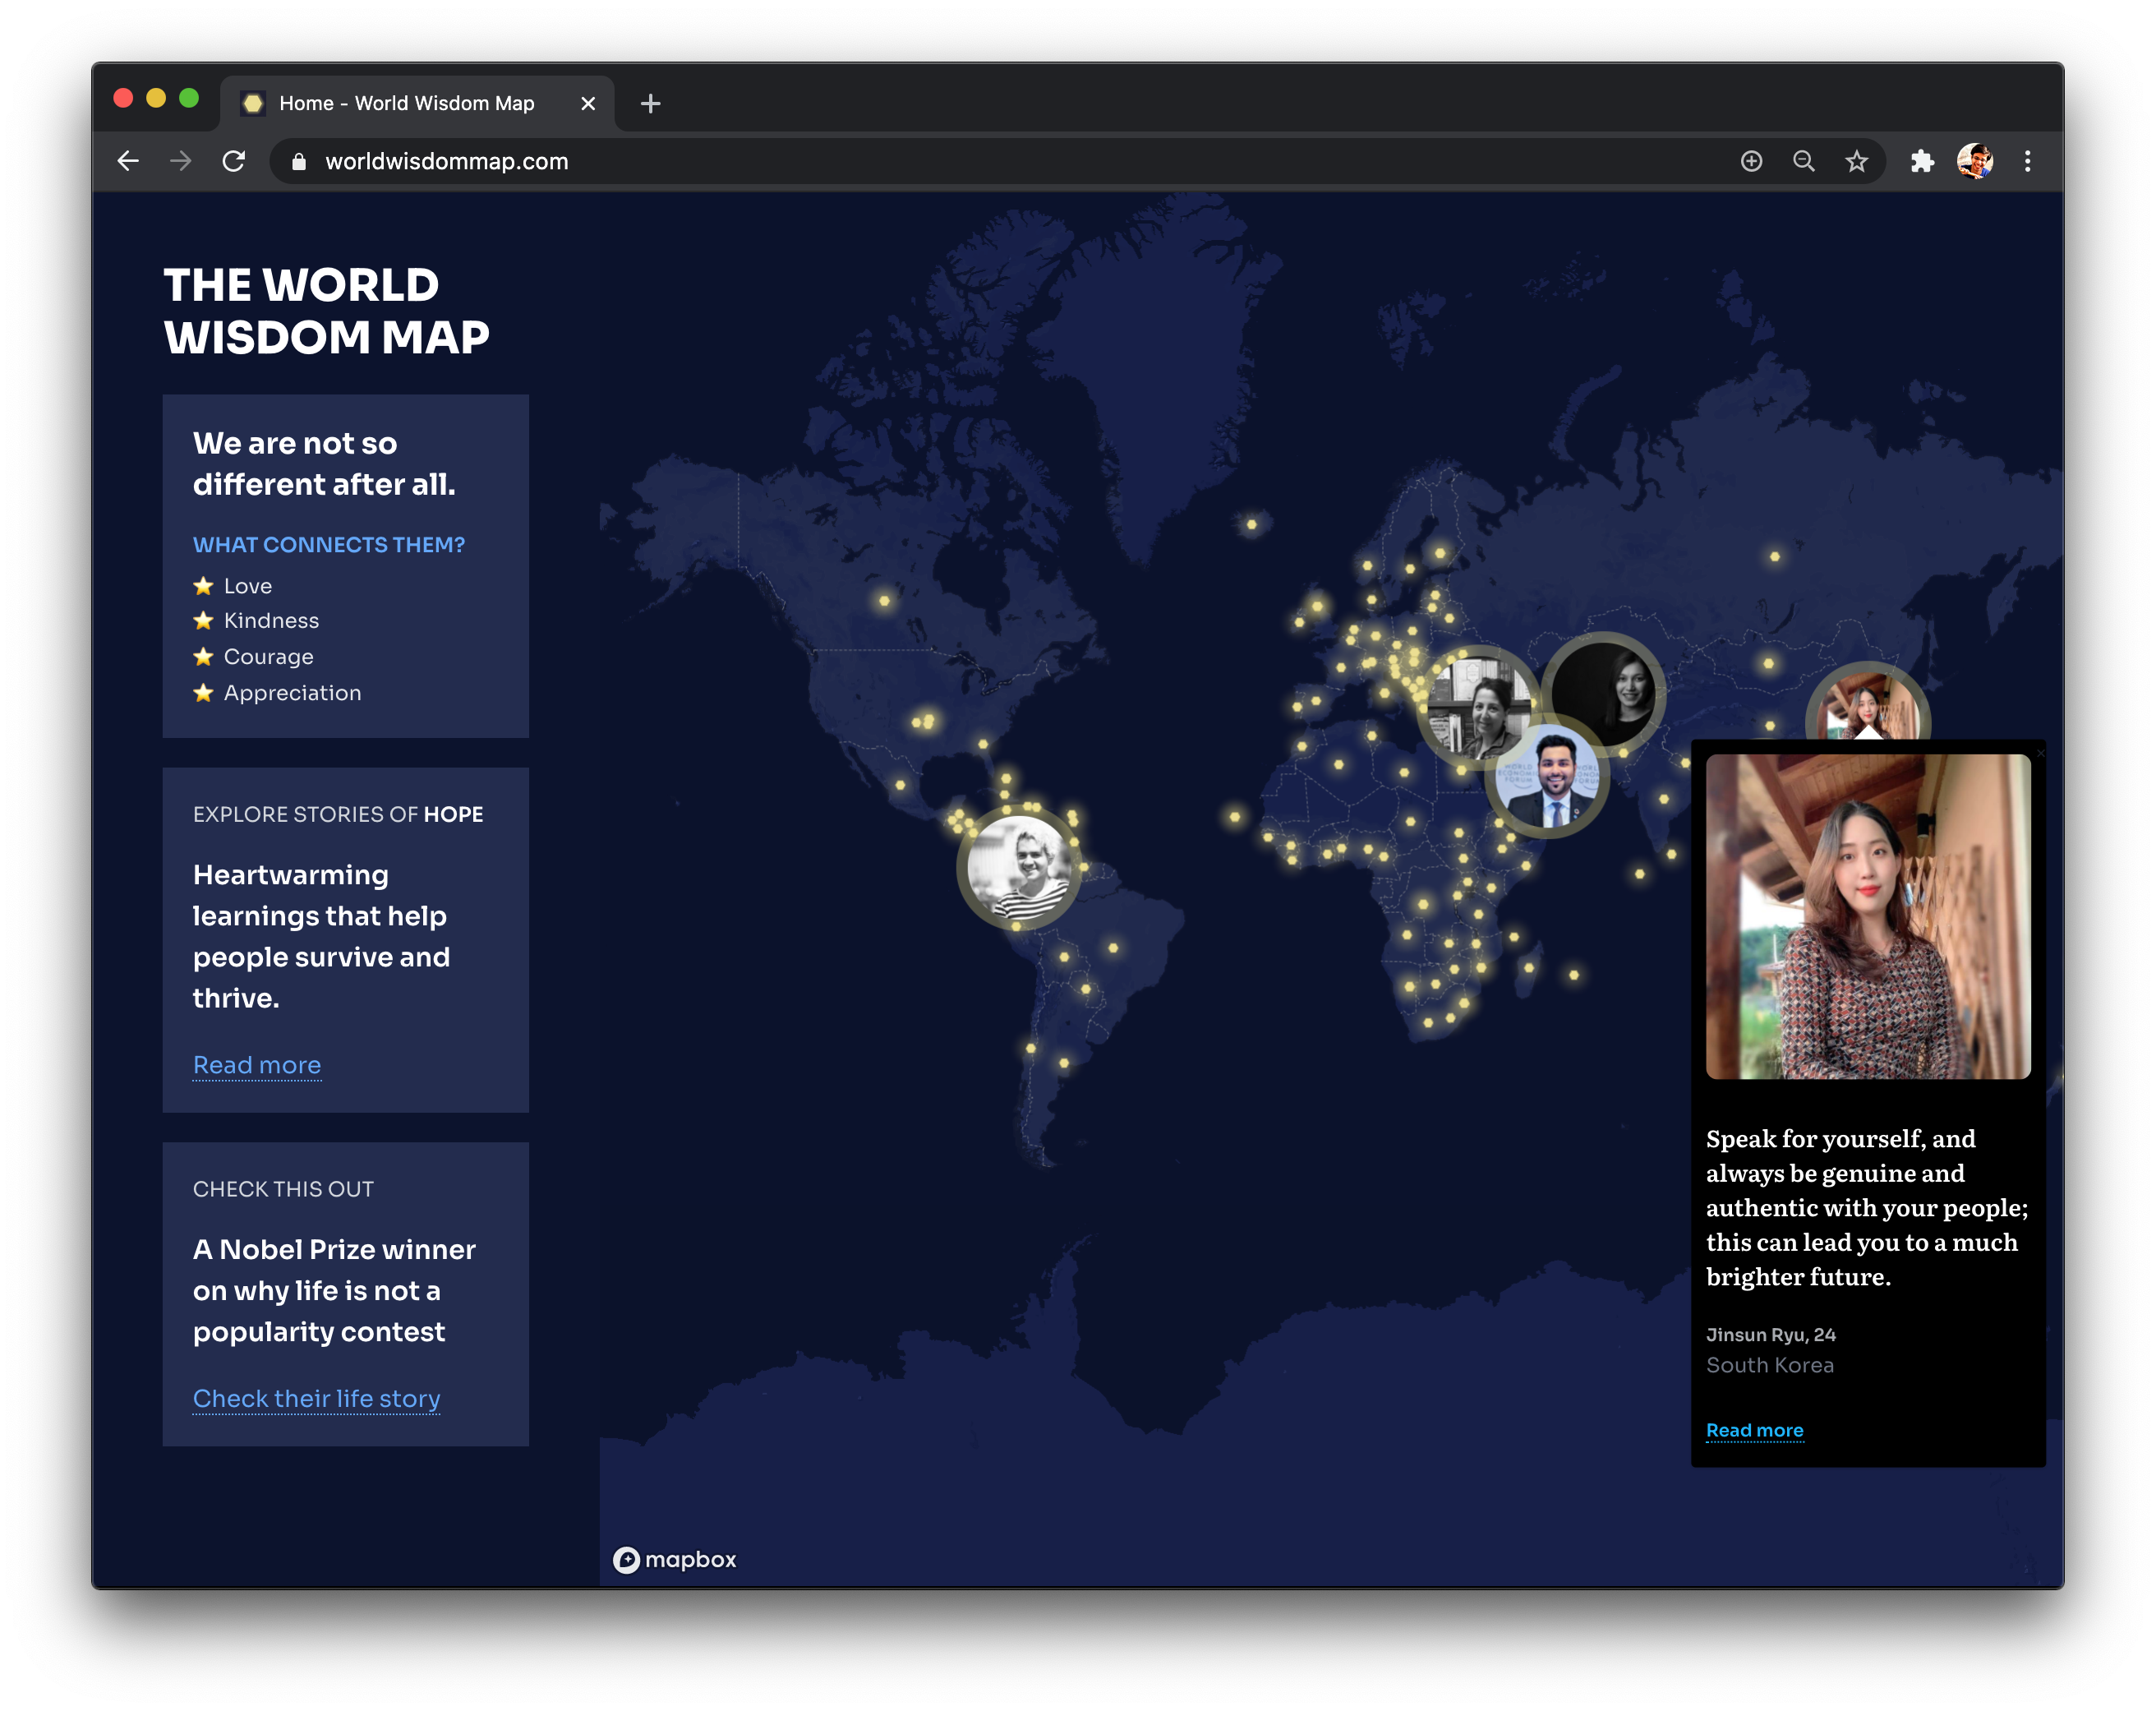 Home - World Wisdom Map
worldwisdommap.com
THE WORLD
WISDOM MAP
We are not so
different after all.
WHAT CONNECTS THEM?
Love
Kindness
Courage
Appreciation
EXPLORE STORIES OF HOPE
Heartwarming
learnings that help
people survive and
thrive.
Read more
CHECK THIS OUT
A Nobel Prize winner
on why life is not a
popularity contest
Check their life story
WORLD
ECONOMIC
FORUM
Speak for yourself, and
always be genuine and
authentic with your people;
this can lead you to a much
brighter future.
Jinsun Ryu, 24
South Korea
Read more
mapbox